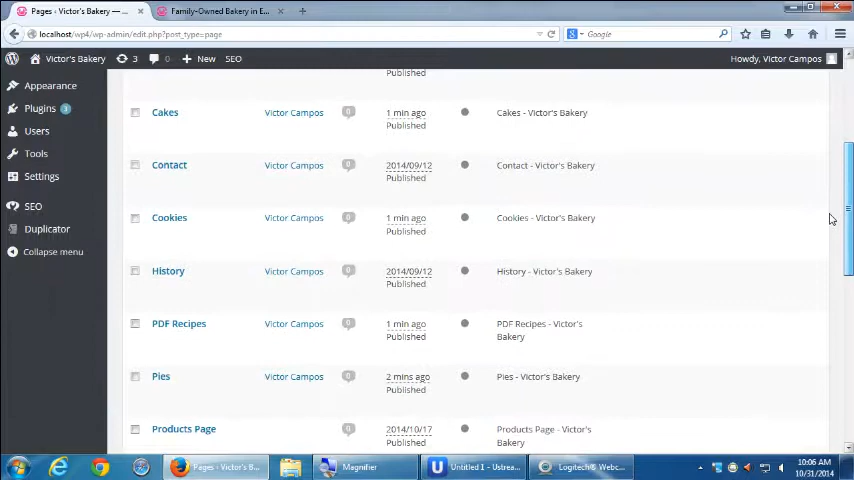 Pages ‹ Victor's Bakery — ...
Family-Owned Bakery in E...
localhost/wp4/wp-admin/edit.php?post_type=page
Google
Victor's Bakery 3 0 + New SEO
Howdy, Victor Campos
Appearance
Plugins
Users
Tools
Settings
SEO
Duplicator
Collapse menu
Published
Cakes Victor Campos 0 1 min ago Cakes - Victor's Bakery
Published
Contact Victor Campos 0 2014/09/12 Contact - Victor's Bakery
Published
Cookies Victor Campos 0 1 min ago Cookies - Victor's Bakery
Published
History Victor Campos 0 2014/09/12 History - Victor's Bakery
Published
PDF Recipes Victor Campos 0 1 min ago PDF Recipes - Victor's
Published Bakery
Pies Victor Campos 0 2 mins ago Pies - Victor's Bakery
Published
Products Page Victor Campos 0 2014/10/17 Products Page - Victor's
Published Bakery
Pages ‹ Victor's B...
Magnifier
Untitled 1 - Ustrea...
Logitech® Webc...
10:06 AM
10/31/2014